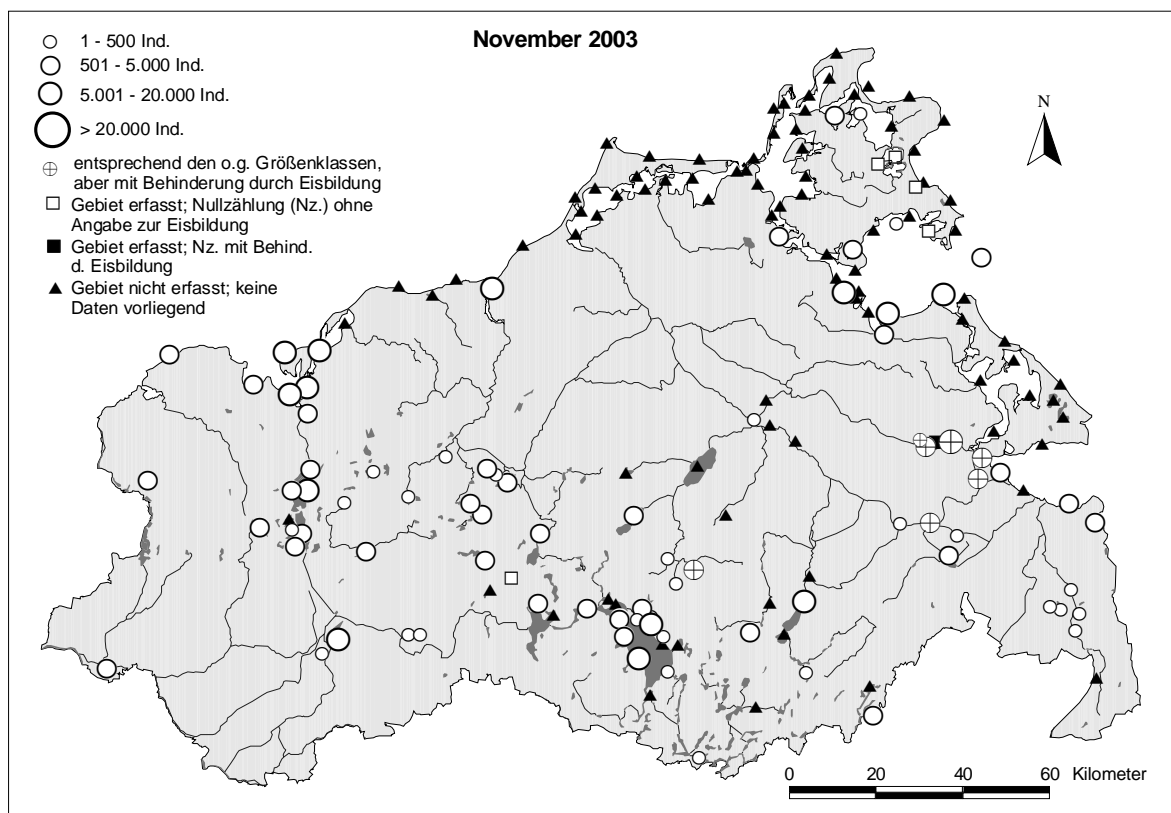 November 2003
1 - 500 Ind.
501 - 5.000 Ind.
5.001 - 20.000 Ind.
> 20.000 Ind.
entsprechend den o.g. Größenklassen,
aber mit Behinderung durch Eisbildung
Gebiet erfasst; Nullzählung (Nz.) ohne
Angabe zur Eisbildung
Gebiet erfasst; Nz. mit Behind.
d. Eisbildung
Gebiet nicht erfasst; keine
Daten vorliegend
N
0 20 40 60 Kilometer